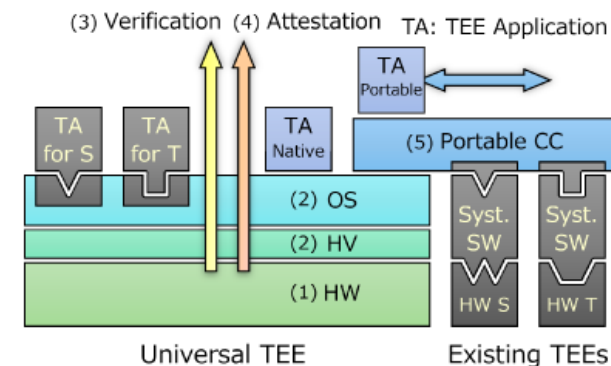 (3) Verification (4) Attestation TA: TEE Application
TA
Portable
TA
for S
TA
for T
TA
Native
(5) Portable CC
(2) OS
(2) HV
(1) HW
Syst.
SW
Syst.
SW
HW S
HW T
Universal TEE
Existing TEEs